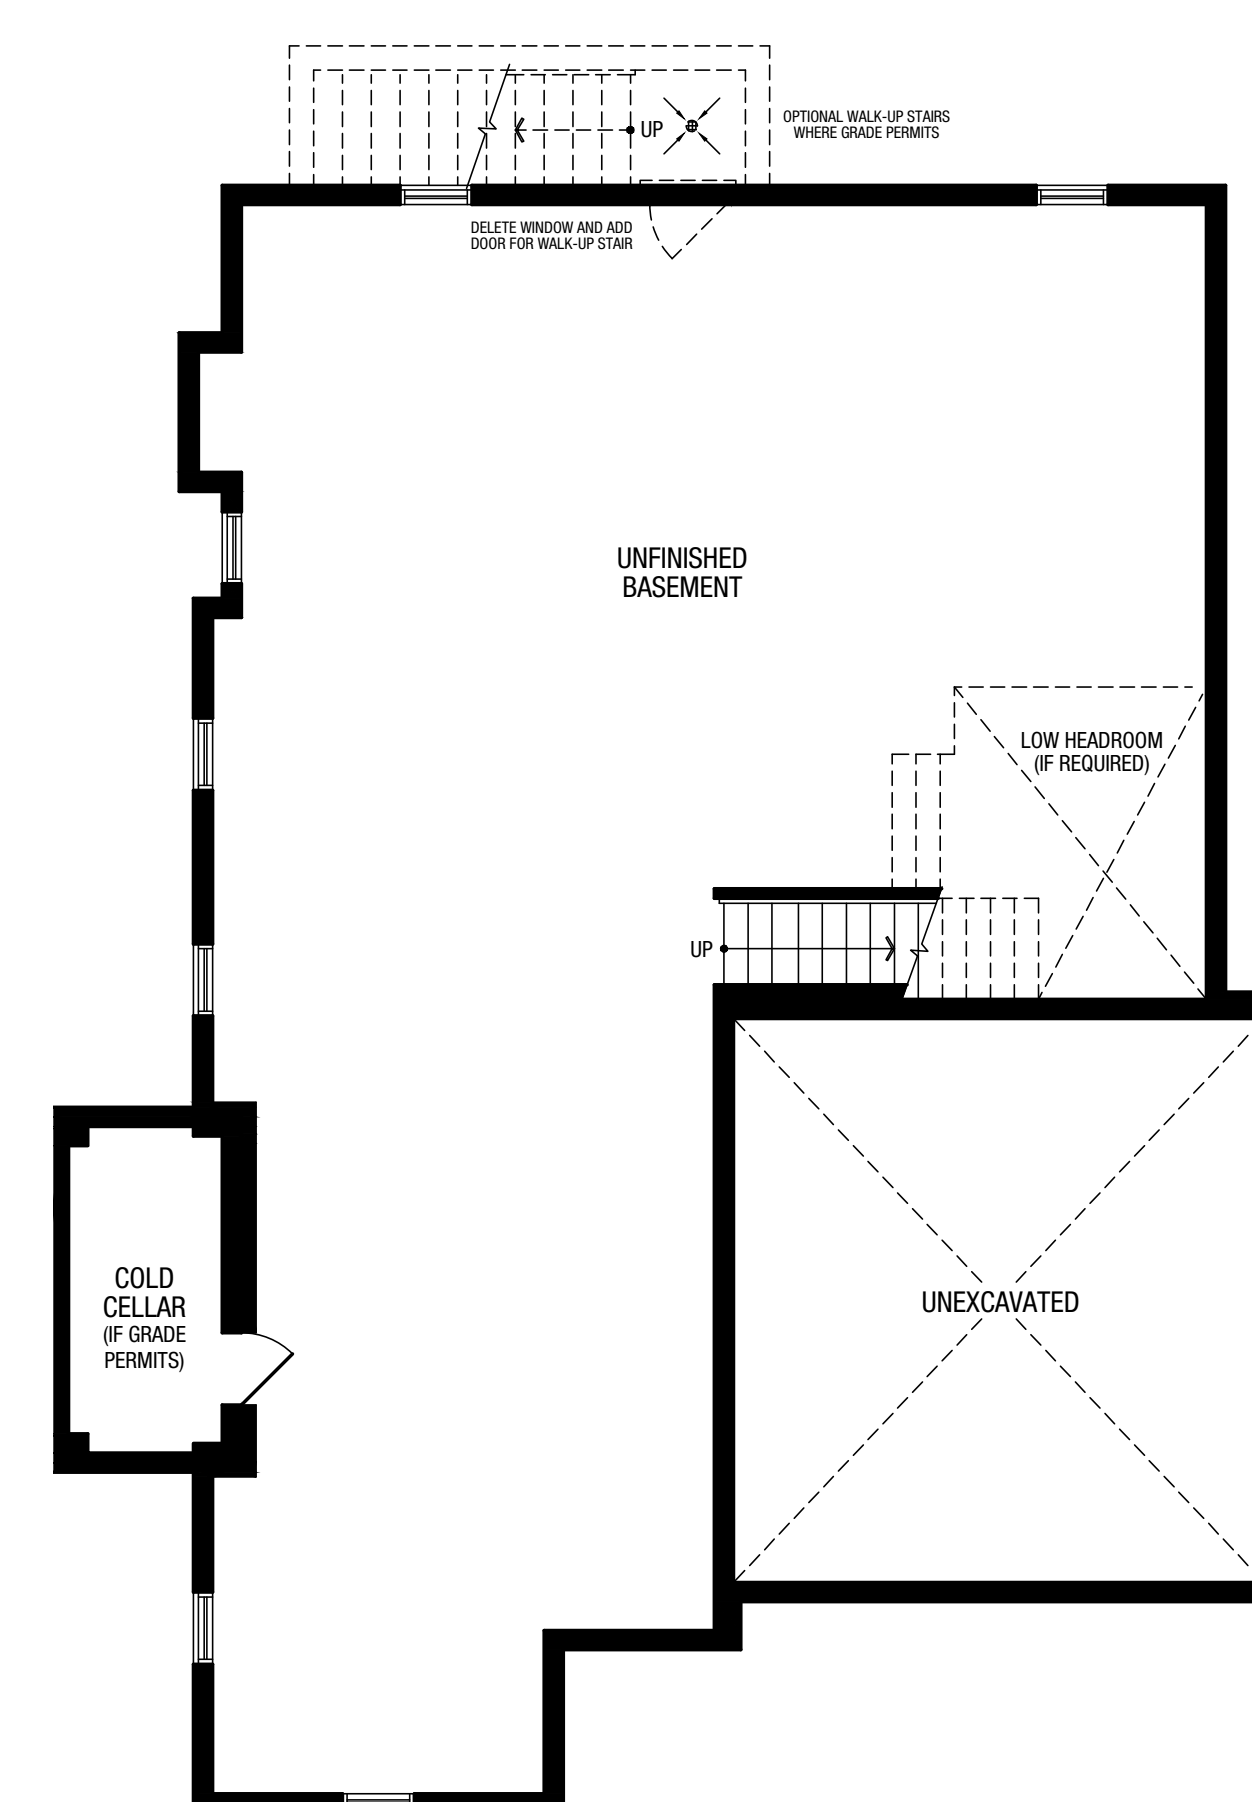 UP
OPTIONAL WALK-UP STAIRS
WHERE GRADE PERMITS
DELETE WINDOW AND ADD
DOOR FOR WALK-UP STAIR
UNFINISHED
BASEMENT
LOW HEADROOM
(IF REQUIRED)
UP
COLD
CELLAR
(IF GRADE
PERMITS)
UNEXCAVATED